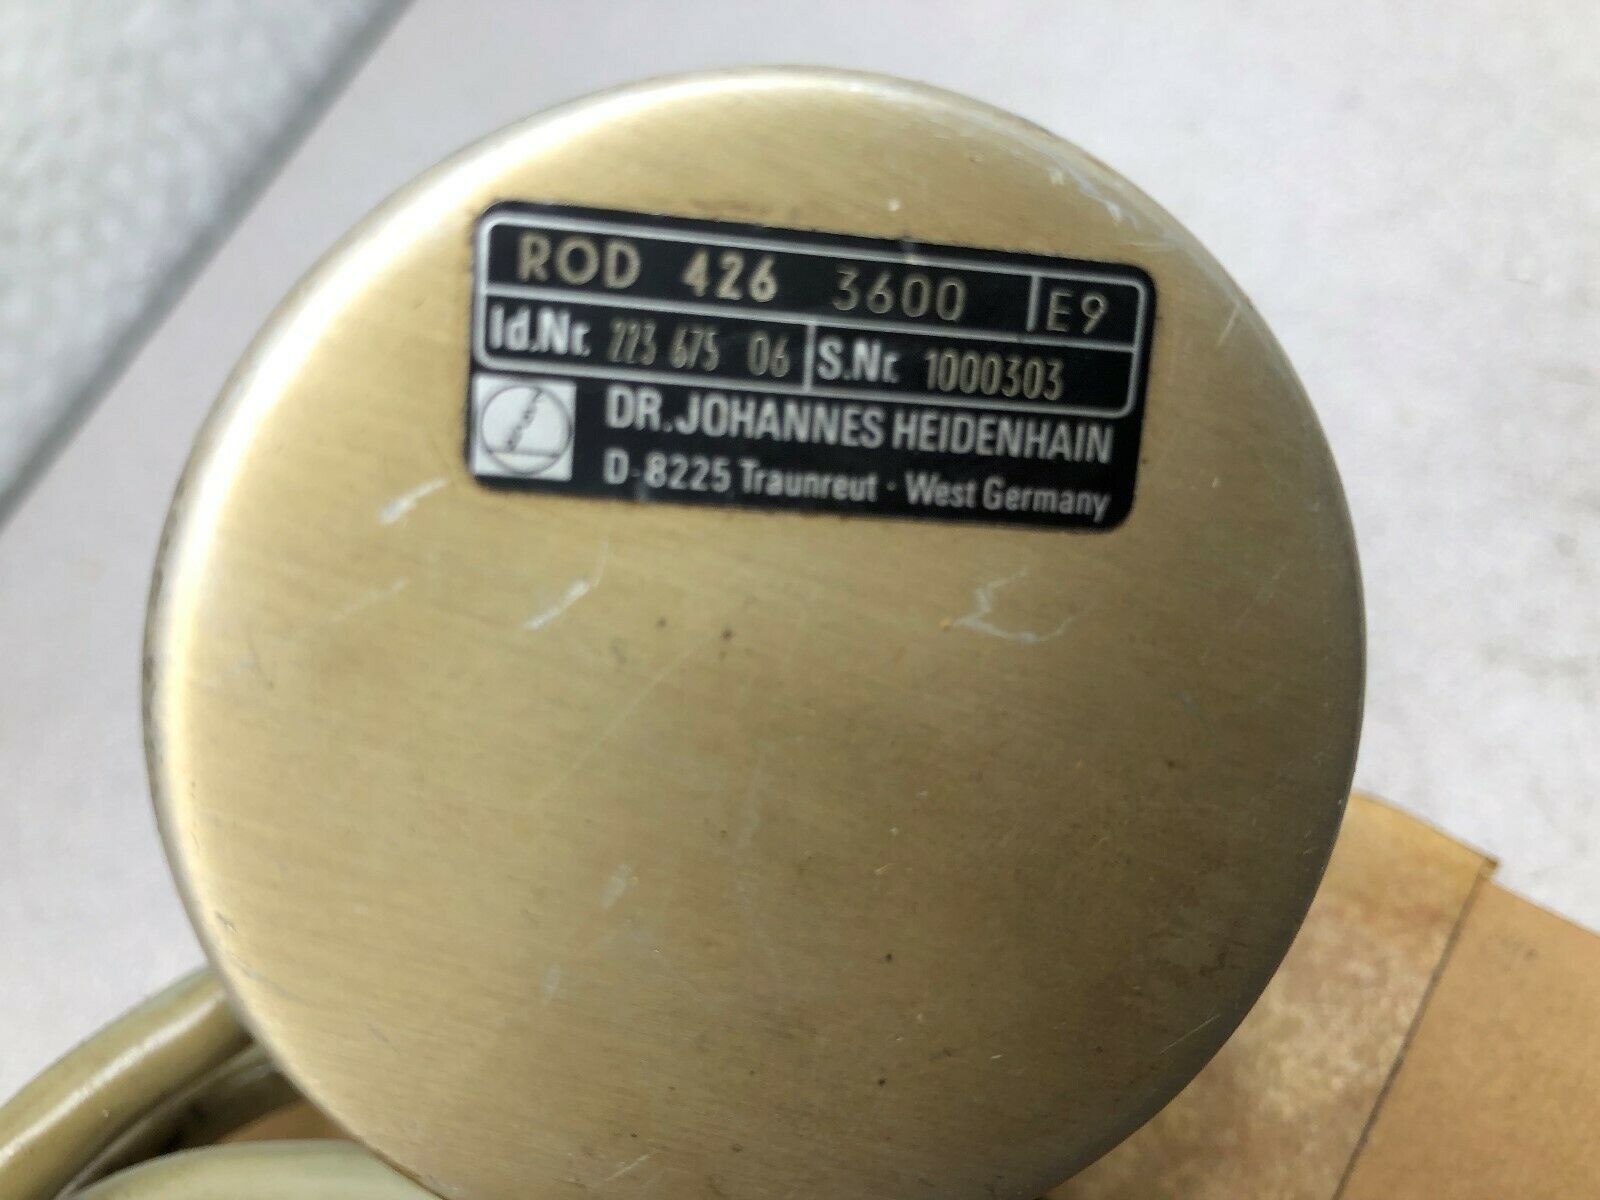 ROD 426 3600 E9
Id.Nr. 223 675 06 S.Nr. 1000303
DR. JOHANNES HEIDENHAIN
D-8225 Traunreut · West Germany